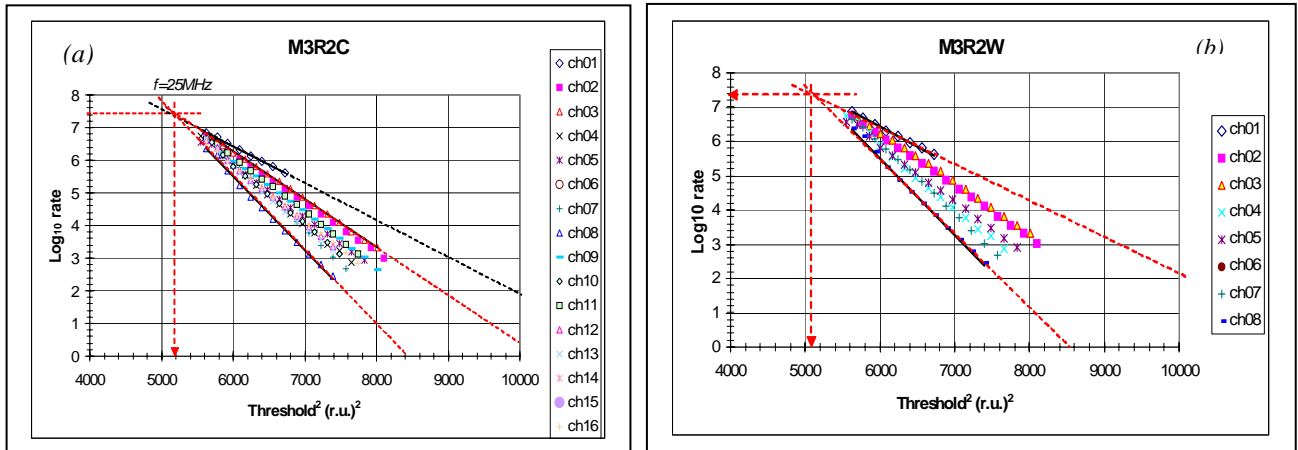 (a)
M3R2C
f=25MHz
8
7
6
5
4
3
2
1
0
Log10 rate
4000 5000 6000 7000 8000 9000 10000
Threshold² (r.u.)²
ch01
ch02
ch03
ch04
ch05
ch06
ch07
ch08
ch09
ch10
ch11
ch12
ch13
ch14
ch15
ch16
M3R2W
(b)
8
7
6
5
4
3
2
1
0
Log10 rate
4000 5000 6000 7000 8000 9000 10000
Threshold² (r.u.)²
ch01
ch02
ch03
ch04
ch05
ch06
ch07
ch08